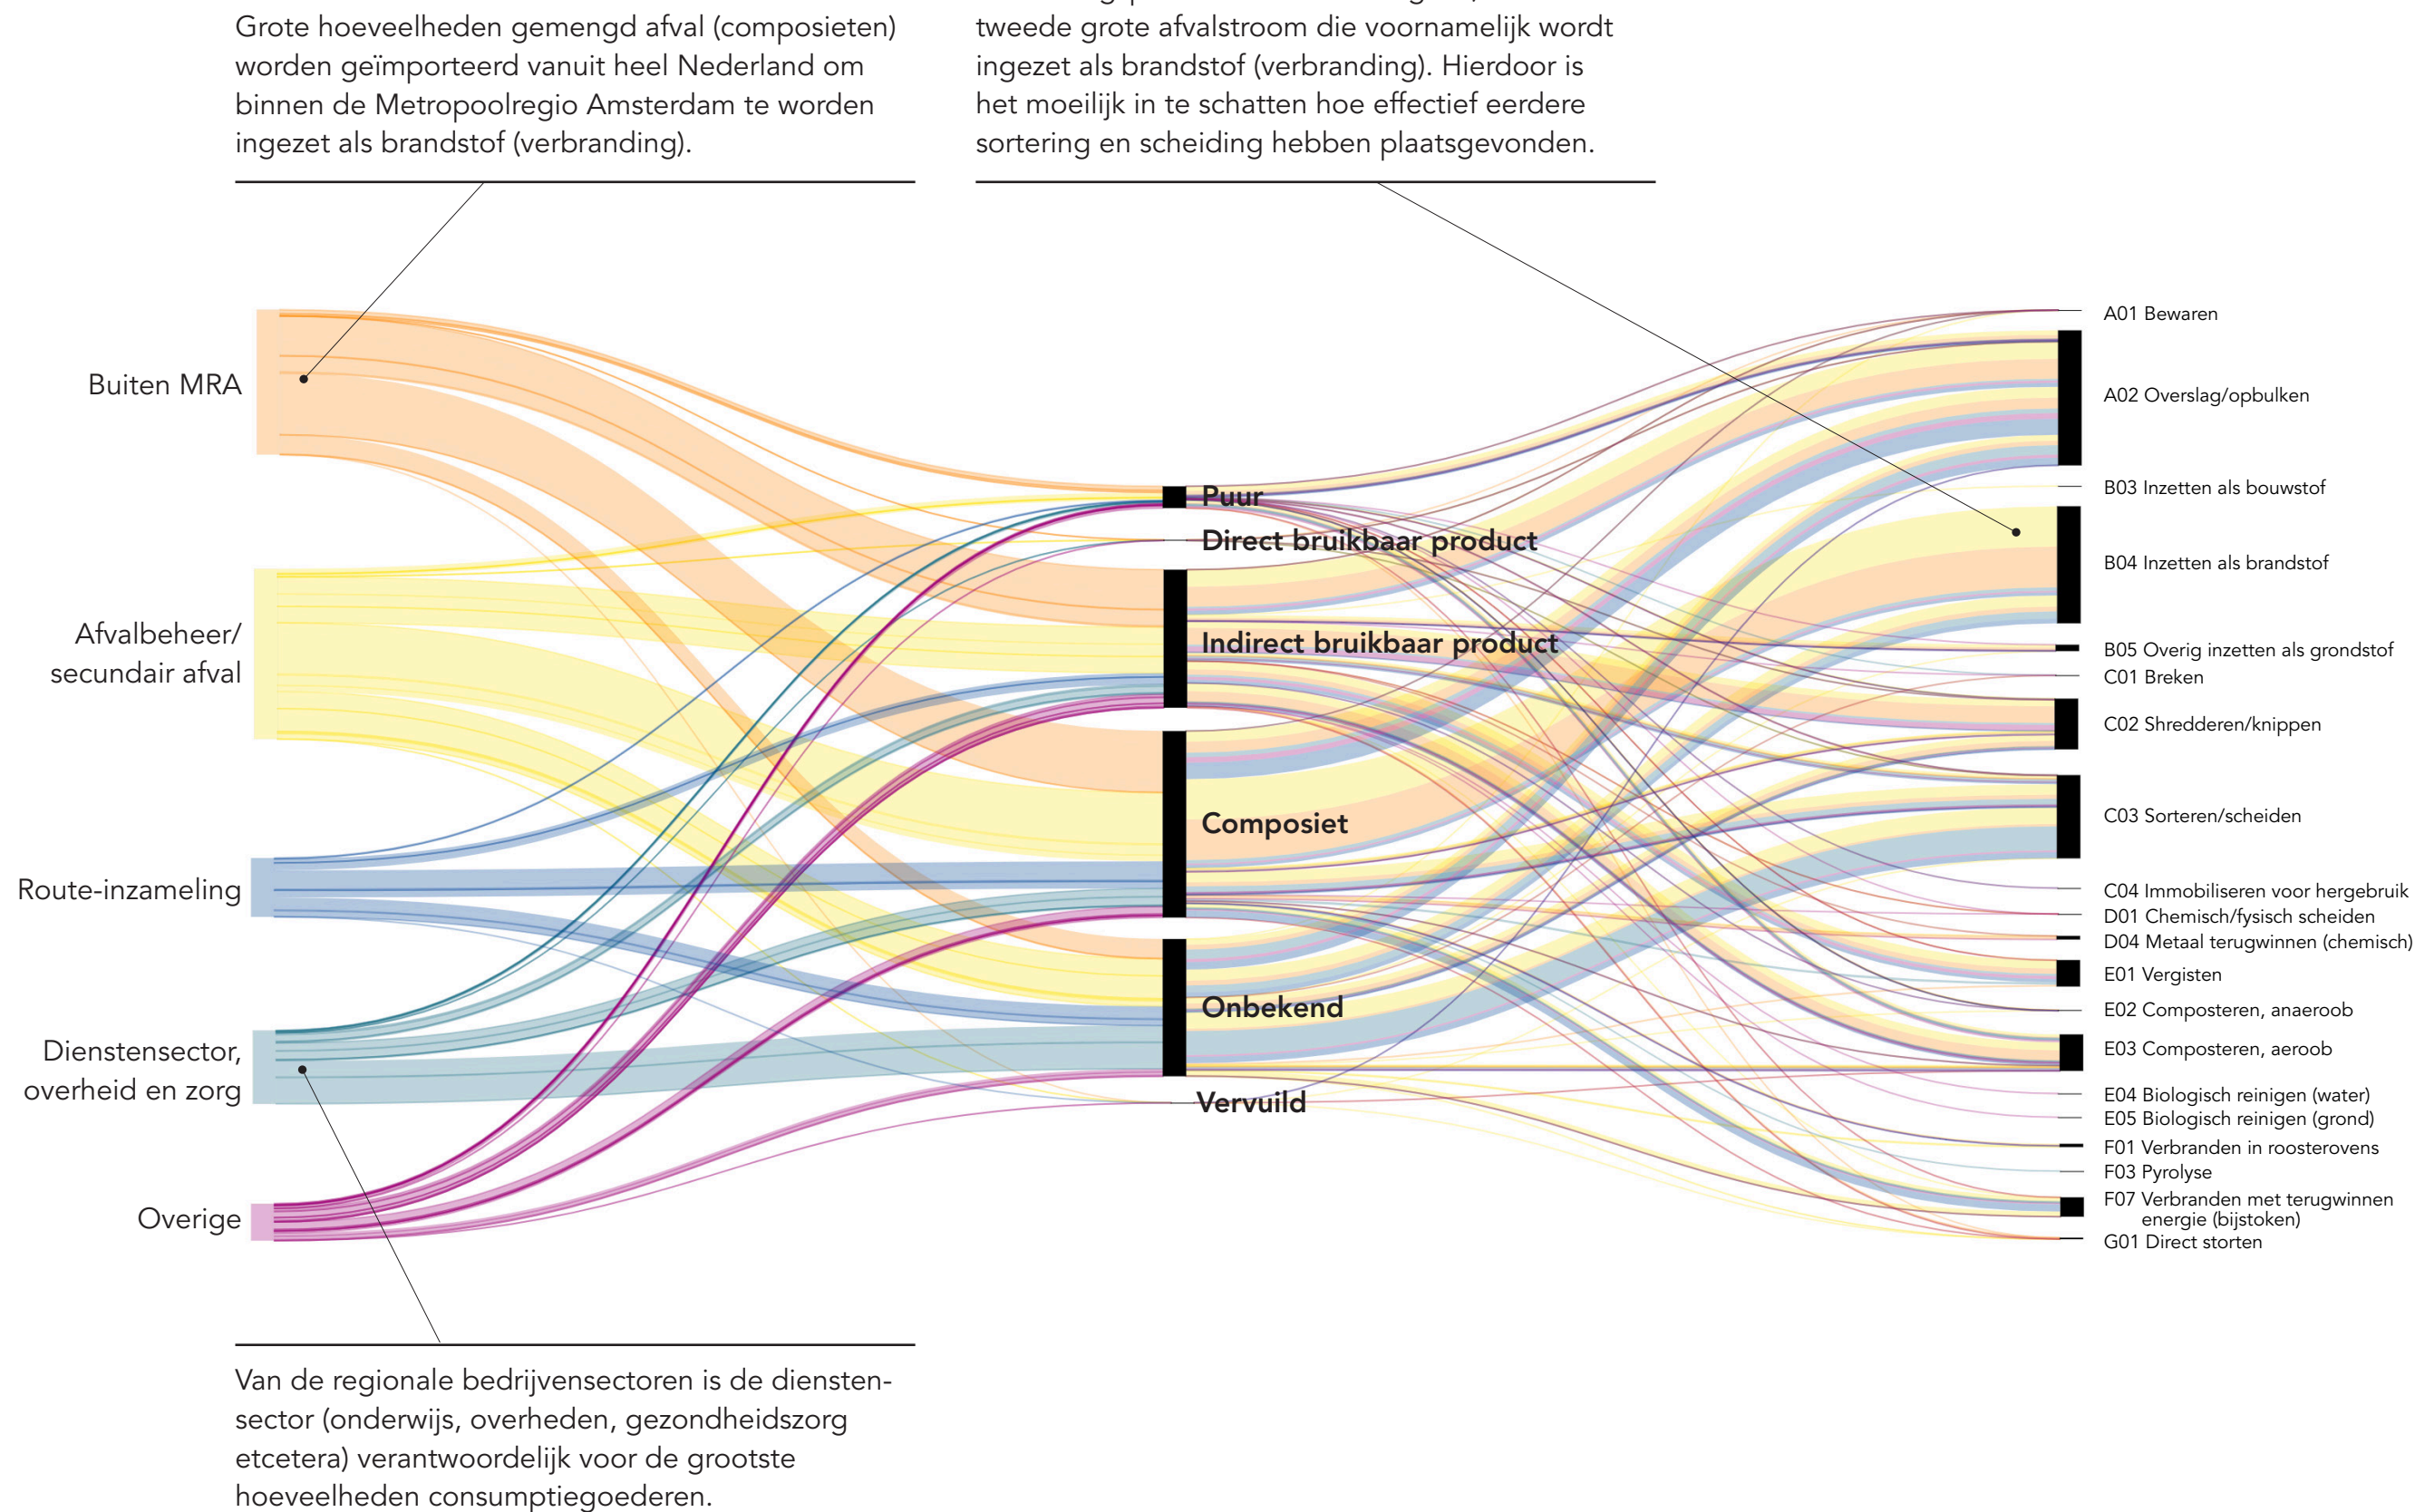 Grote hoeveelheden gemengd afval (composieten)
worden geïmporteerd vanuit heel Nederland om
binnen de Metropoolregio Amsterdam te worden
ingezet als brandstof (verbranding).
tweede grote afvalstroom die voornamelijk wordt
ingezet als brandstof (verbranding). Hierdoor is
het moeilijk in te schatten hoe effectief eerdere
sortering en scheiding hebben plaatsgevonden.
Buiten MRA
Afvalbeheer/
secundair afval
Route-inzameling
Dienstensector,
overheid en zorg
Overige
Puur
Direct bruikbaar product
Indirect bruikbaar product
Composiet
Onbekend
Vervuild
A01 Bewaren
A02 Overslag/opbulken
B03 Inzetten als bouwstof
B04 Inzetten als brandstof
B05 Overig inzetten als grondstof
C01 Breken
C02 Shredderen/knippen
C03 Sorteren/scheiden
C04 Immobiliseren voor hergebruik
D01 Chemisch/fysisch scheiden
D04 Metaal terugwinnen (chemisch)
E01 Vergisten
E02 Composteren, anaeroob
E03 Composteren, aeroob
E04 Biologisch reinigen (water)
E05 Biologisch reinigen (grond)
F01 Verbranden in roosterovens
F03 Pyrolyse
F07 Verbranden met terugwinnen
energie (bijstoken)
G01 Direct storten
Van de regionale bedrijvensectoren is de diensten-
sector (onderwijs, overheden, gezondheidszorg
etcetera) verantwoordelijk voor de grootste
hoeveelheden consumptiegoederen.